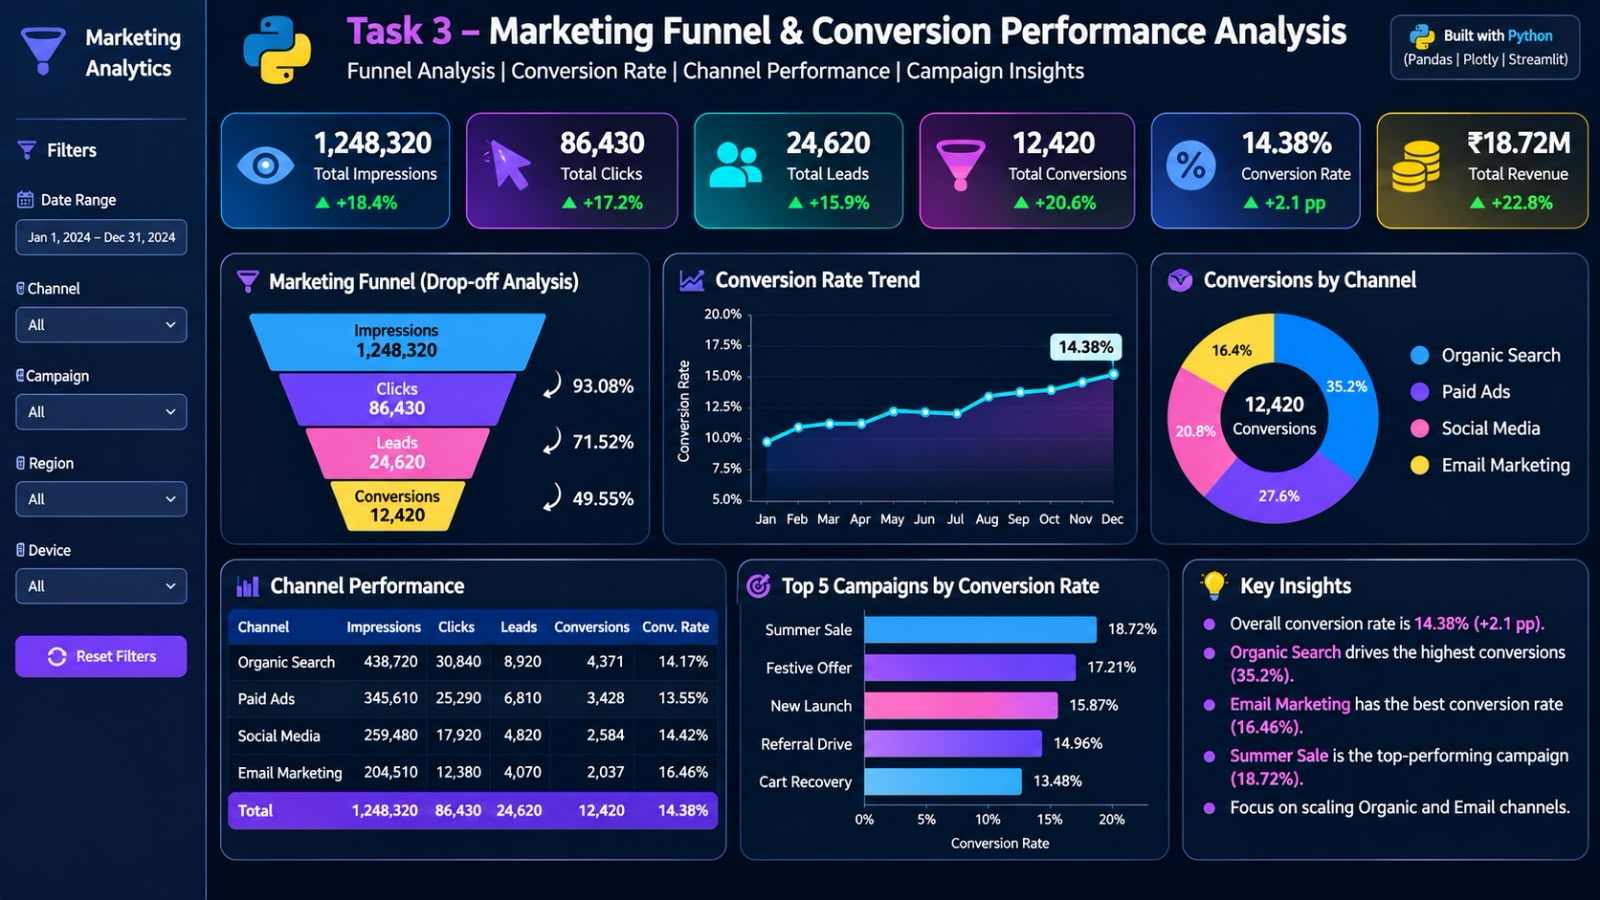 Marketing
Analytics
Filters
Date Range
Jan 1, 2024 – Dec 31, 2024
Channel
All
Campaign
All
Region
All
Device
All
Reset Filters
Task 3 – Marketing Funnel & Conversion Performance Analysis
Funnel Analysis | Conversion Rate | Channel Performance | Campaign Insights
Built with Python
(Pandas | Plotly | Streamlit)
1,248,320
Total Impressions
▲ +18.4%
86,430
Total Clicks
▲ +17.2%
24,620
Total Leads
▲ +15.9%
12,420
Total Conversions
▲ +20.6%
%
14.38%
Conversion Rate
▲ +2.1 pp
₹18.72M
Total Revenue
▲ +22.8%
Marketing Funnel (Drop-off Analysis)
Impressions
1,248,320
Clicks
86,430
Leads
24,620
Conversions
12,420
93.08%
71.52%
49.55%
Conversion Rate Trend
Conversion Rate
20.0%
17.5%
15.0%
12.5%
10.0%
7.5%
5.0%
14.38%
Jan Feb Mar Apr May Jun Jul Aug Sep Oct Nov Dec
Conversions by Channel
16.4%
35.2%
20.8%
27.6%
12,420
Conversions
Organic Search
Paid Ads
Social Media
Email Marketing
Channel Performance
Channel Impressions Clicks Leads Conversions Conv. Rate
Organic Search 438,720 30,840 8,920 4,371 14.17%
Paid Ads 345,610 25,290 6,810 3,428 13.55%
Social Media 259,480 17,920 4,820 2,584 14.42%
Email Marketing 204,510 12,380 4,070 2,037 16.46%
Total 1,248,320 86,430 24,620 12,420 14.38%
Top 5 Campaigns by Conversion Rate
Summer Sale 18.72%
Festive Offer 17.21%
New Launch 15.87%
Referral Drive 14.96%
Cart Recovery 13.48%
0% 5% 10% 15% 20%
Conversion Rate
Key Insights
Overall conversion rate is 14.38% (+2.1 pp).
Organic Search drives the highest conversions
(35.2%).
Email Marketing has the best conversion rate
(16.46%).
Summer Sale is the top-performing campaign
(18.72%).
Focus on scaling Organic and Email channels.